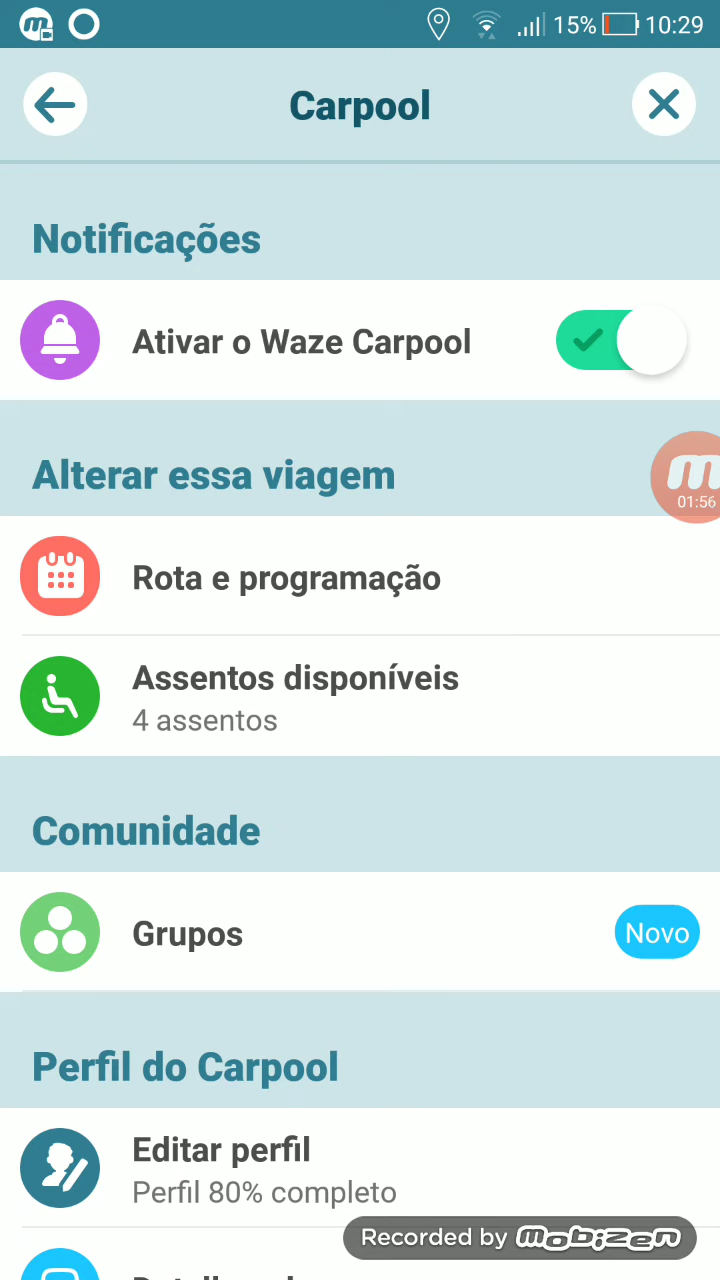 15% 10:29
Carpool
Notificações
Ativar o Waze Carpool
Alterar essa viagem
01:56
Rota e programação
Assentos disponíveis
4 assentos
Comunidade
Grupos
Novo
Perfil do Carpool
Editar perfil
Perfil 80% completo
Recorded by mobizen